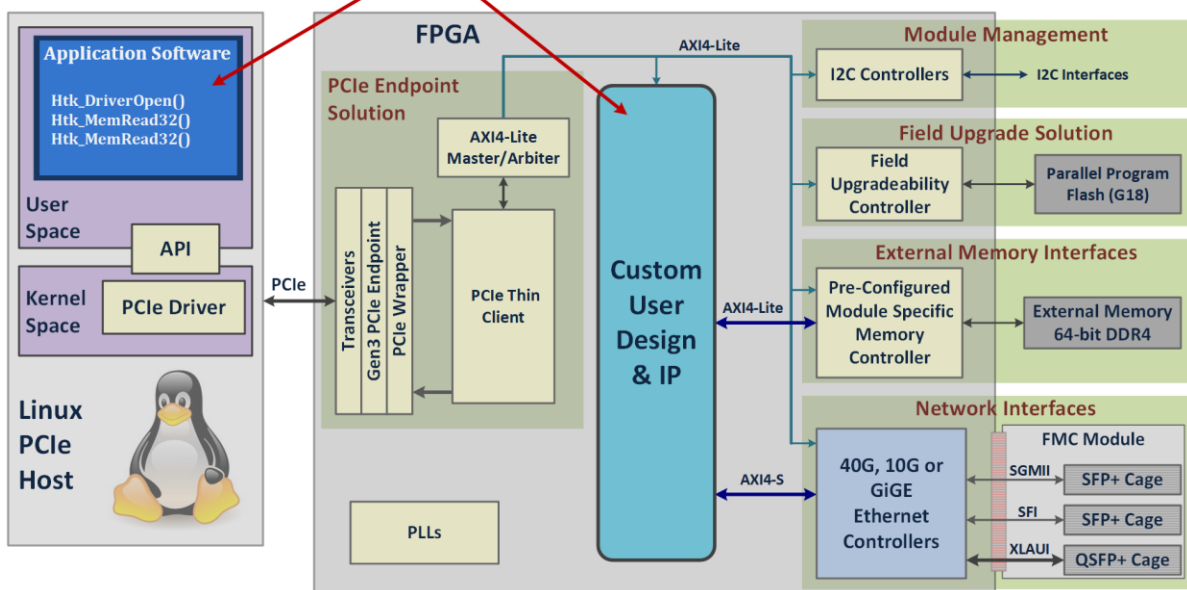 Application Software
Htk_DriverOpen()
Htk_MemRead32()
Htk_MemRead32()
User
Space
API
Kernel
Space
PCIe Driver
Linux
PCIe
Host
PCIe
FPGA
PCIe Endpoint
Solution
AXI4-Lite
Master/Arbiter
Transceivers
Gen3 PCIe Endpoint
PCIe Wrapper
PCIe Thin
Client
PLLs
Custom
User
Design
& IP
AXI4-Lite
AXI4-Lite
AXI4-S
Module Management
I2C Controllers
I2C Interfaces
Field Upgrade Solution
Field
Upgradeability
Controller
Parallel Program
Flash (G18)
External Memory Interfaces
Pre-Configured
Module Specific
Memory
Controller
External Memory
64-bit DDR4
Network Interfaces
40G, 10G or
GiGE
Ethernet
Controllers
FMC Module
SGMII
SFP+ Cage
SFI
SFP+ Cage
XLAUI
QSFP+ Cage